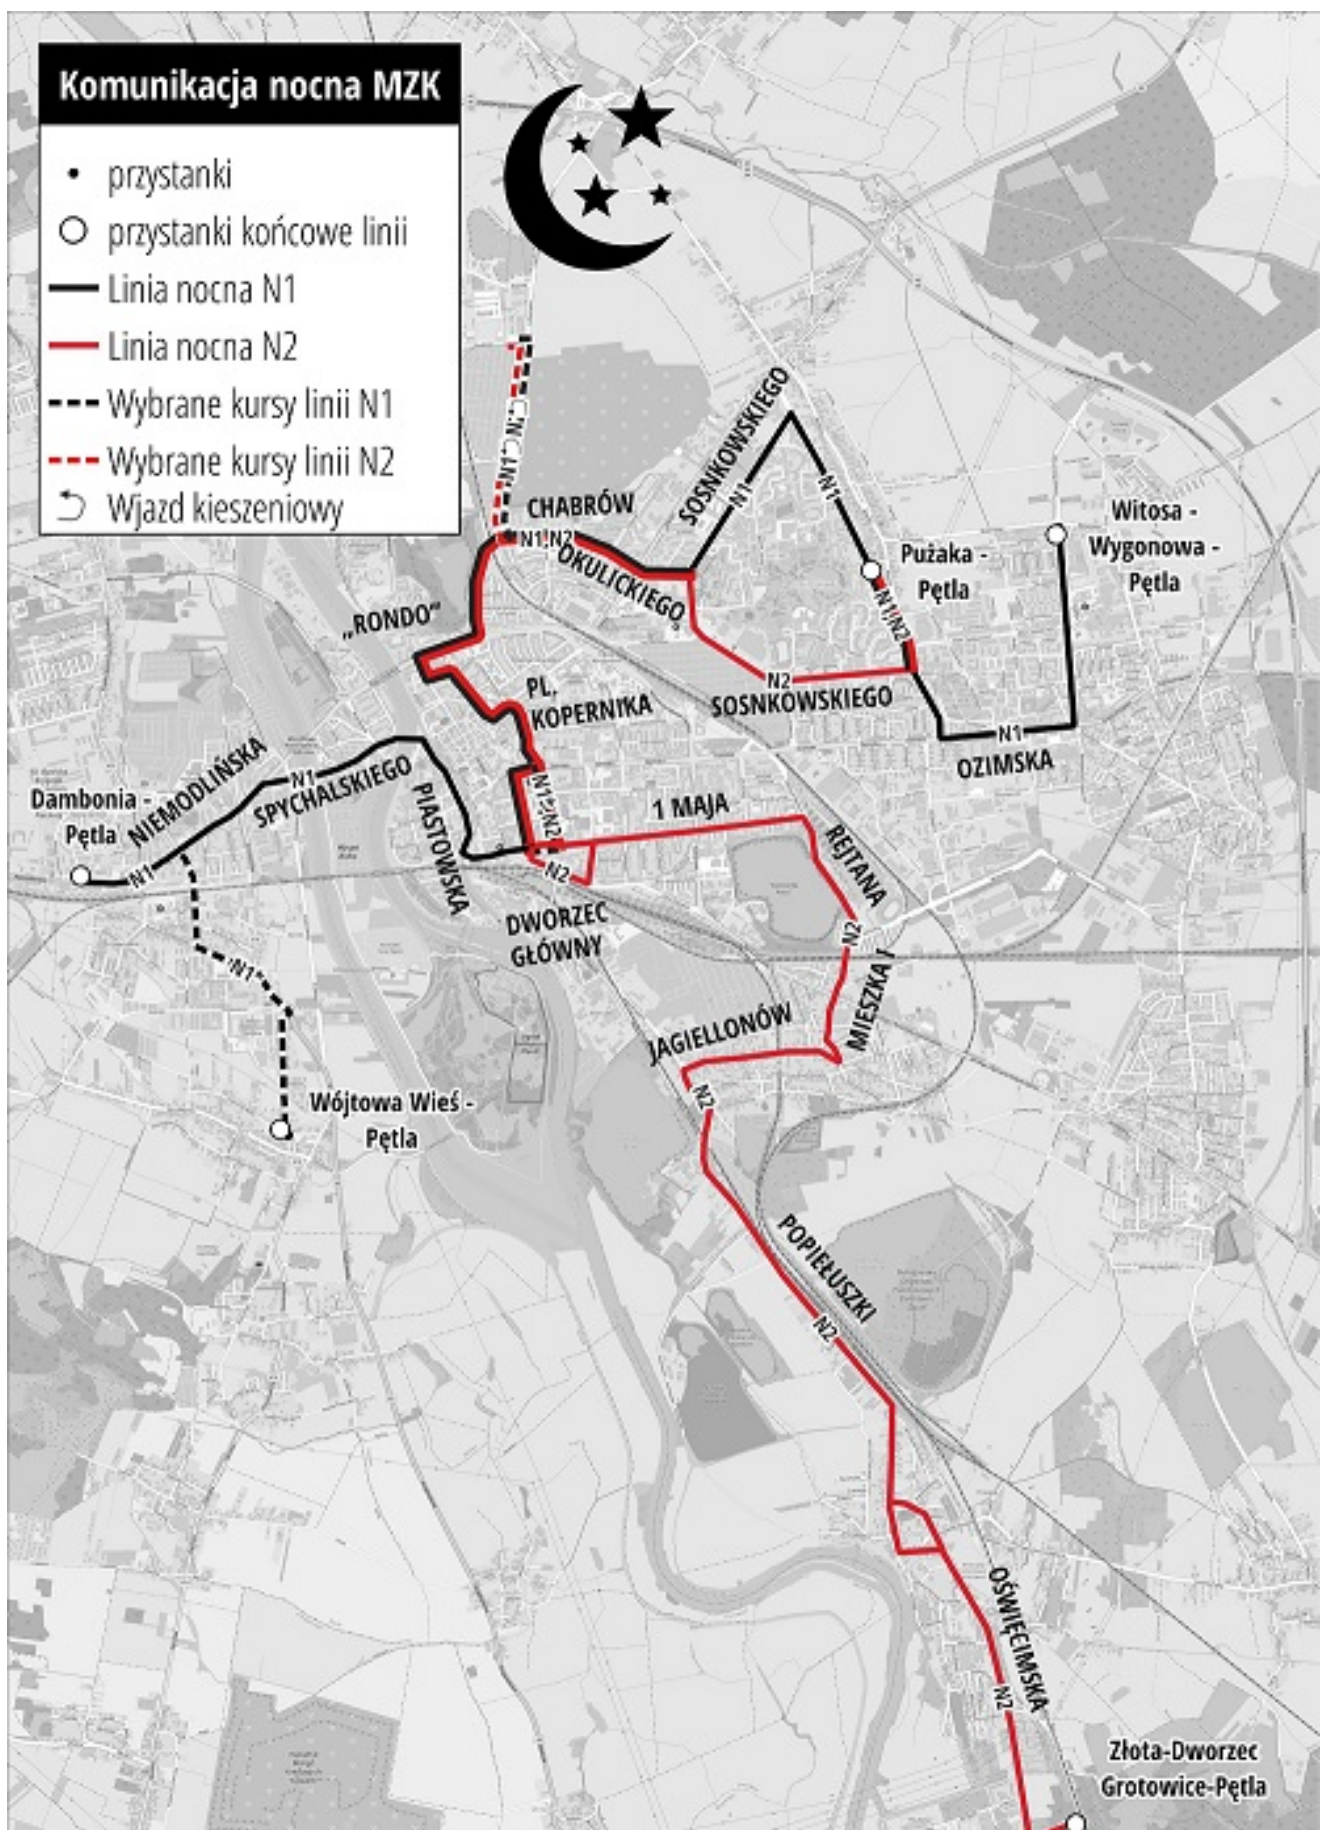 Komunikacja nocna MZK
przystanki
przystanki końcowe linii
Linia nocna N1
Linia nocna N2
Wybrane kursy linii N1
Wybrane kursy linii N2
Wjazd kieszeniowy
SOSNKOWSKIEGO
N1
N1
N1
CHABRÓW
N1,N2
OKULICKIEGO
Witosa -
Wygonowa -
Pętla
Pużaka -
Pętla
N1,N2
„RONDO”
PL.
KOPERNIKA
N2
SOSNKOWSKIEGO
N1
OZIMSKA
NIEMODLIŃSKA
N1
SPYCHALSKIEGO
PIASTOWSKA
Dambonia -
Pętla
N1
N1,N2
1 MAJA
REJTANA
N2
DWORZEC
GŁÓWNY
N2
MIESZKA I
N1
JAGIELLONÓW
N2
Wójtowa Wieś -
Pętla
POPIEŁUSZKI
N2
OŚWIĘCIMSKA
N2
Złota-Dworzec
Grotowice-Pętla